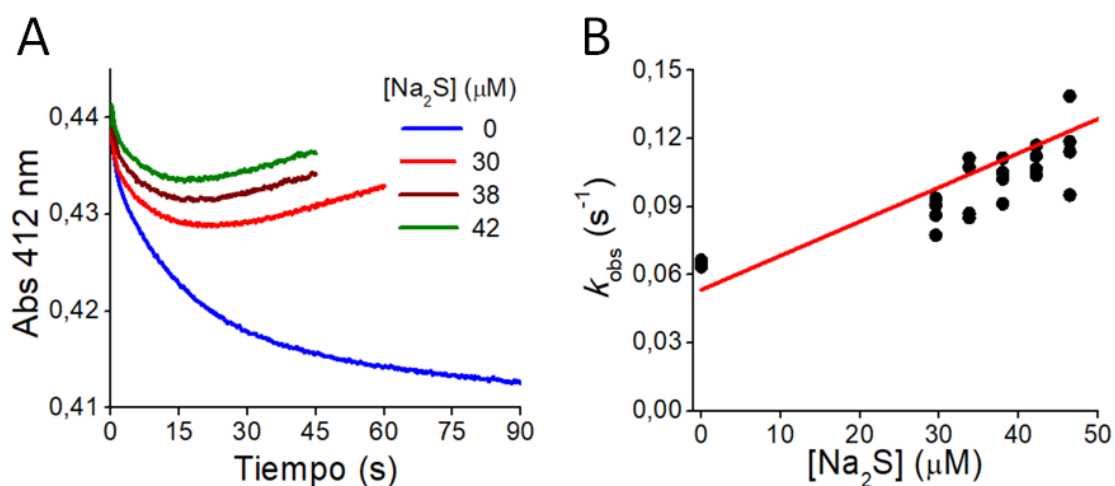 A
Abs 412 nm
0,44
0,43
0,42
0,41
0 15 30 45 60 75 90
Tiempo (s)
[Na₂S] (μM)
0
30
38
42
B
k_obs (s⁻¹)
0,15
0,12
0,09
0,06
0,03
0,00
0 10 20 30 40 50
[Na₂S] (μM)